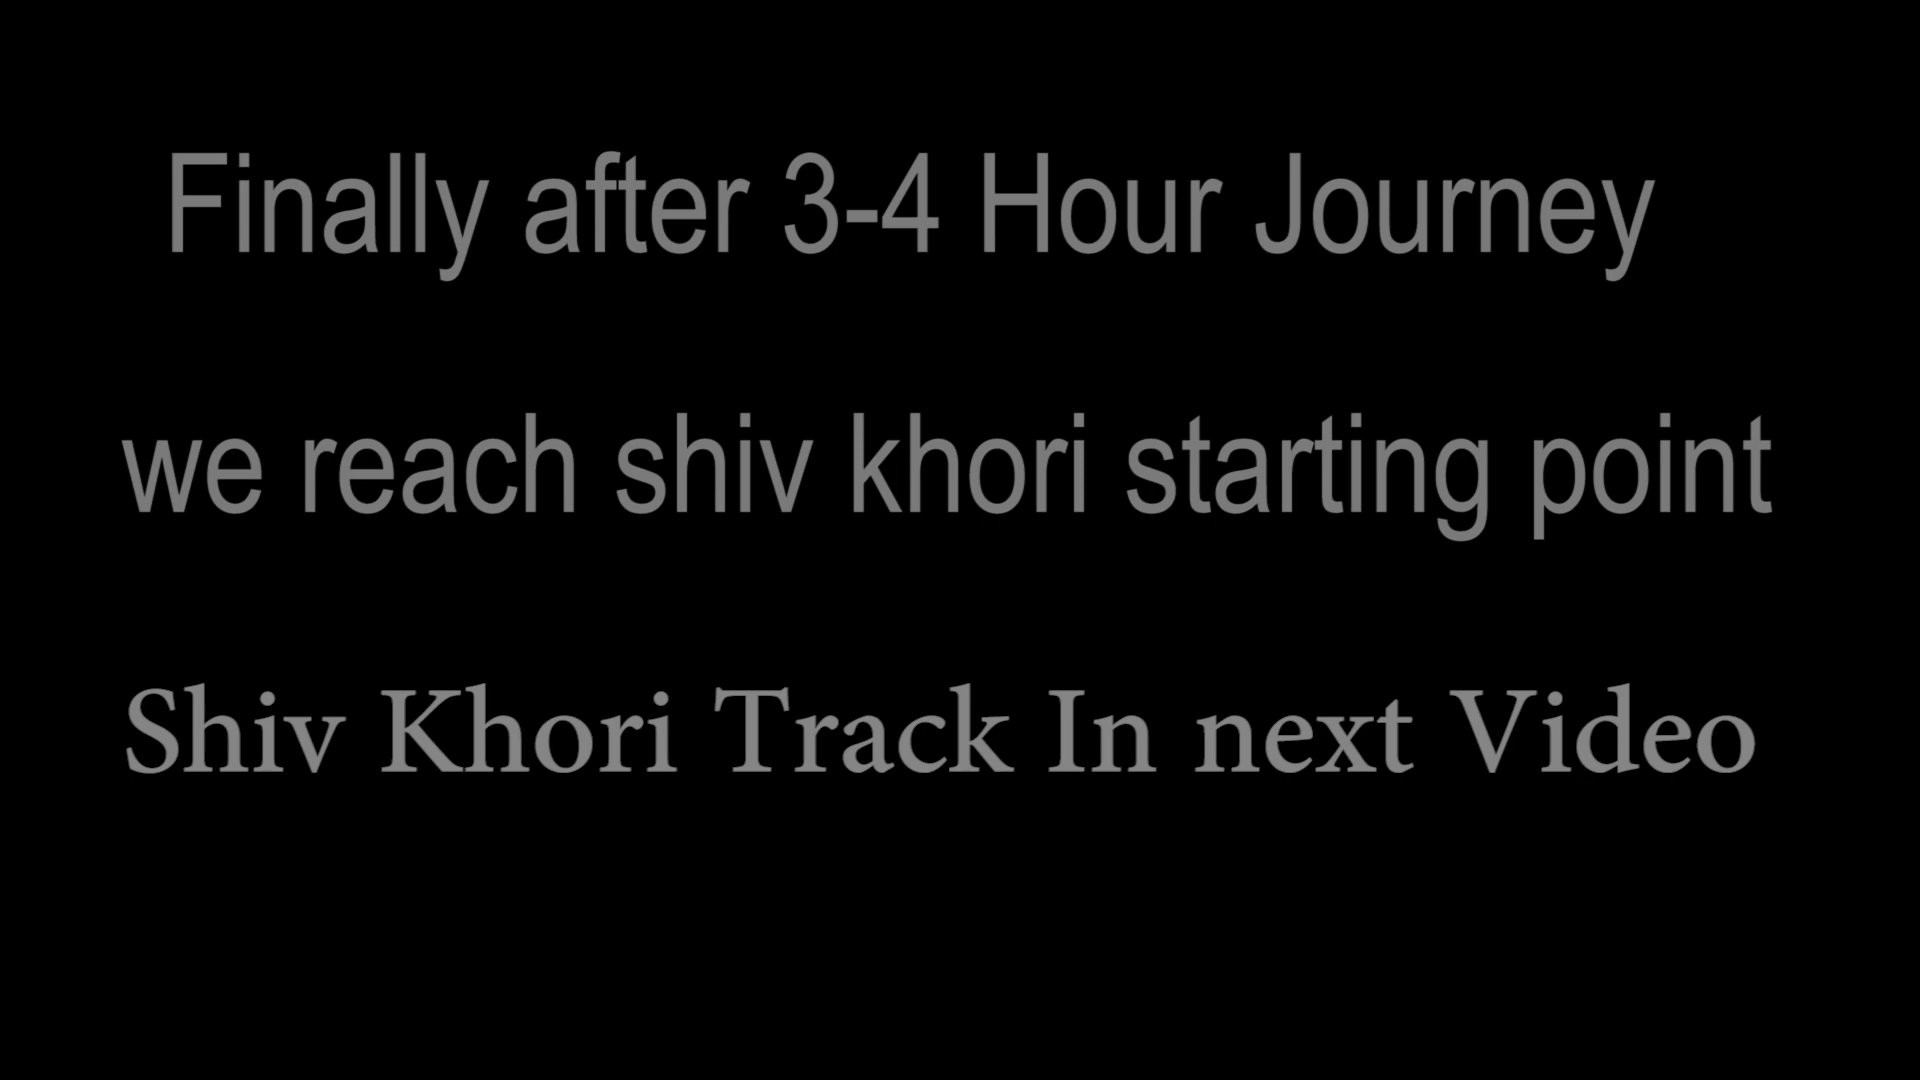 Finally after 3-4 Hour Journey
we reach shiv khori starting point
Shiv Khori Track In next Video